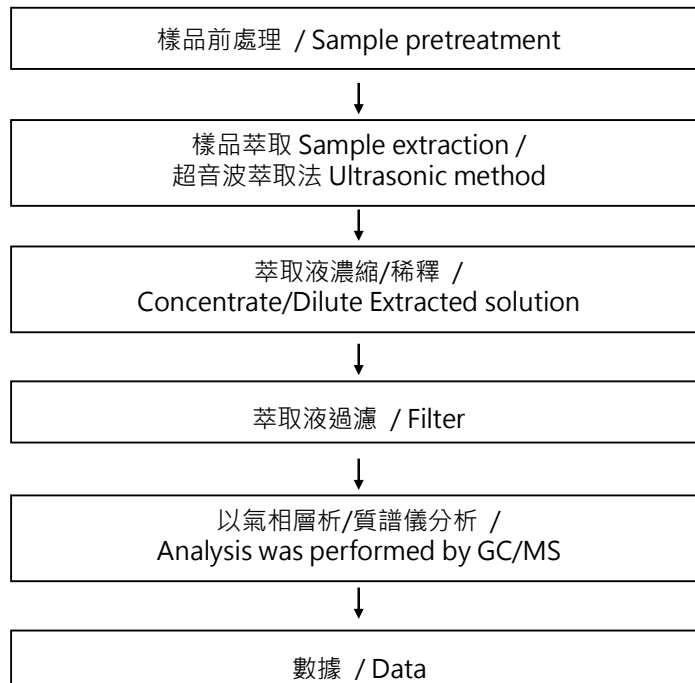 樣品前處理 / Sample pretreatment
樣品萃取 Sample extraction /
超音波萃取法 Ultrasonic method
萃取液濃縮/稀釋 /
Concentrate/Dilute Extracted solution
萃取液過濾 / Filter
以氣相層析/質譜儀分析 /
Analysis was performed by GC/MS
數據 / Data